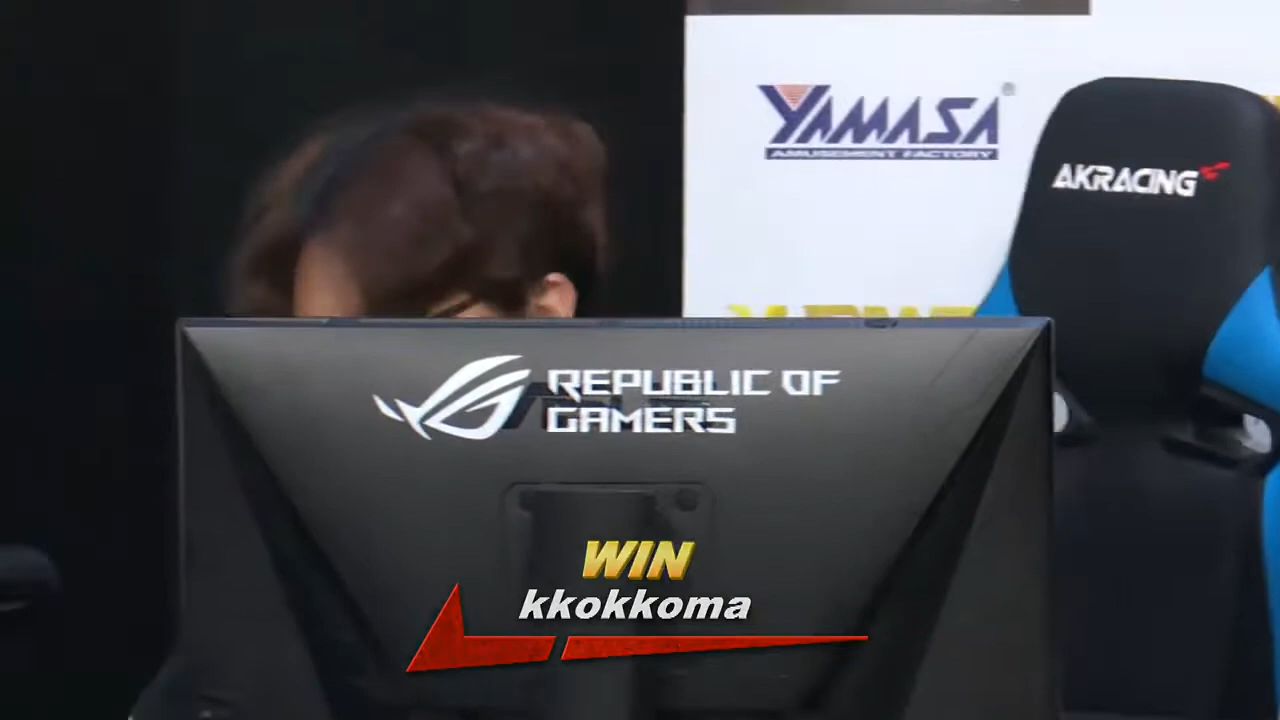 YAMASA
AMUSEMENT FACTORY
AKRACING
REPUBLIC OF
GAMERS
WIN
kkokkoma